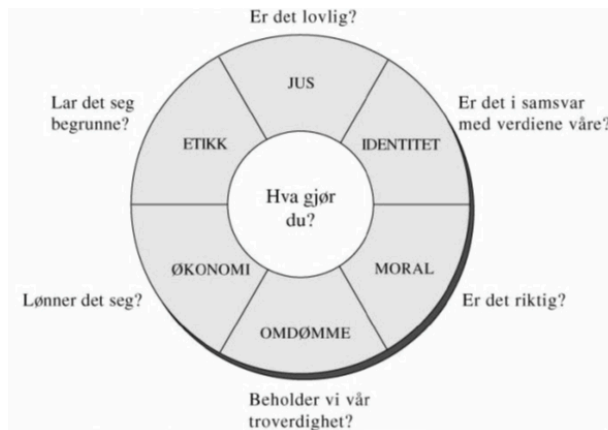 Er det lovlig?
JUS
Er det i samsvar
med verdiene våre?
IDENTITET
MORAL
Er det riktig?
OMDØMME
Beholder vi vår
troverdighet?
ØKONOMI
Lønner det seg?
ETIKK
Lar det seg
begrunne?
Hva gjør
du?